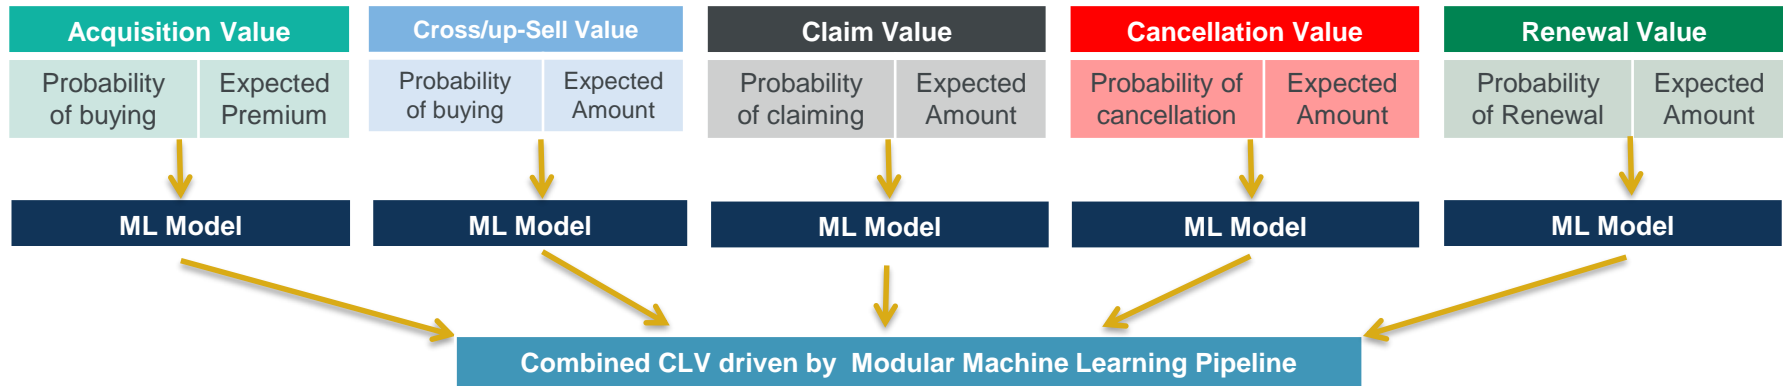 Acquisition Value
Cross/up-Sell Value
Claim Value
Cancellation Value
Renewal Value
Probability
of buying
Expected
Premium
Probability
of buying
Expected
Amount
Probability
of claiming
Expected
Amount
Probability of
cancellation
Expected
Amount
Probability
of Renewal
Expected
Amount
ML Model
ML Model
ML Model
ML Model
ML Model
Combined CLV driven by Modular Machine Learning Pipeline